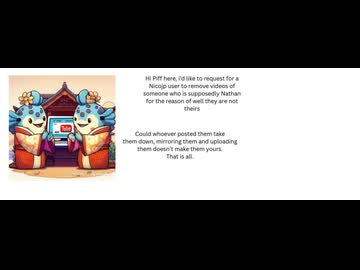 Hi Piff here, i'd like to request for a
Nicojp user to remove videos of
someone who is supposedly Nathan
for the reason of well they are not
theirs
Could whoever posted them take
them down, mirroring them and uploading
them doesn't make them yours.
That is all.
Tube